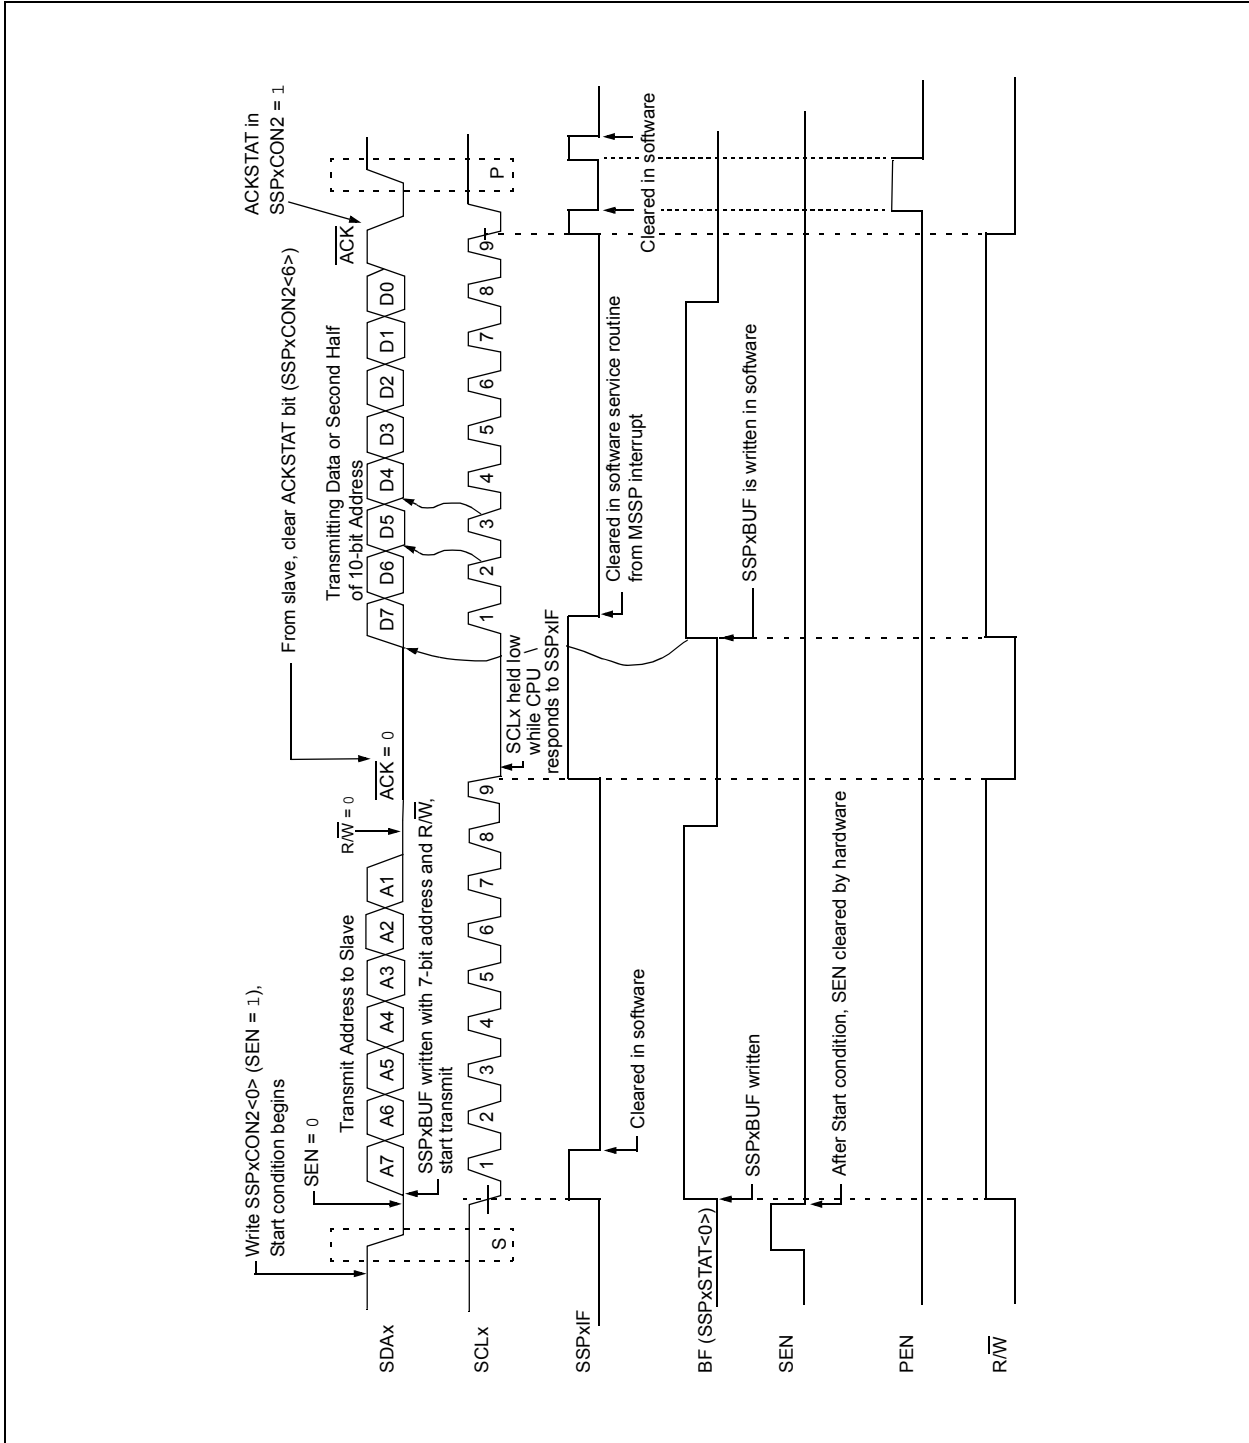 Write SSPxCON2<0> (SEN = 1),
Start condition begins
SEN = 0
Transmit Address to Slave
R/W = 0
From slave, clear ACKSTAT bit (SSPxCON2<6>)
ACK = 0
Transmitting Data or Second Half
of 10-bit Address
ACKSTAT in
SSPxCON2 = 1
ACK
SDAx
A7 A6 A5 A4 A3 A2 A1
D7 D6 D5 D4 D3 D2 D1 D0
SSPxBUF written with 7-bit address and R/W,
start transmit
SCLx
S
1 2 3 4 5 6 7 8 9
1 2 3 4 5 6 7 8 9
P
SCLx held low
while CPU
responds to SSPxIF
SSPxIF
Cleared in software
Cleared in software service routine
from MSSP interrupt
Cleared in software
Cleared in software
BF (SSPxSTAT<0>)
SSPxBUF written
SSPxBUF is written in software
SEN
After Start condition, SEN cleared by hardware
PEN
R/W